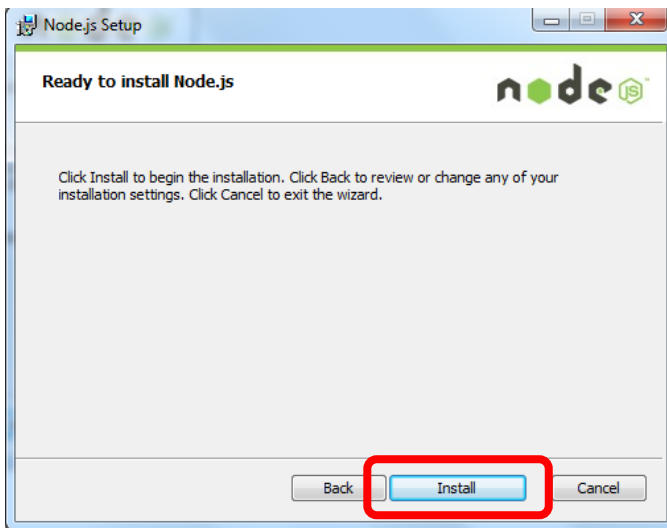 Node.js Setup
Ready to install Node.js
node JS
Click Install to begin the installation. Click Back to review or change any of your
installation settings. Click Cancel to exit the wizard.
Back Install Cancel